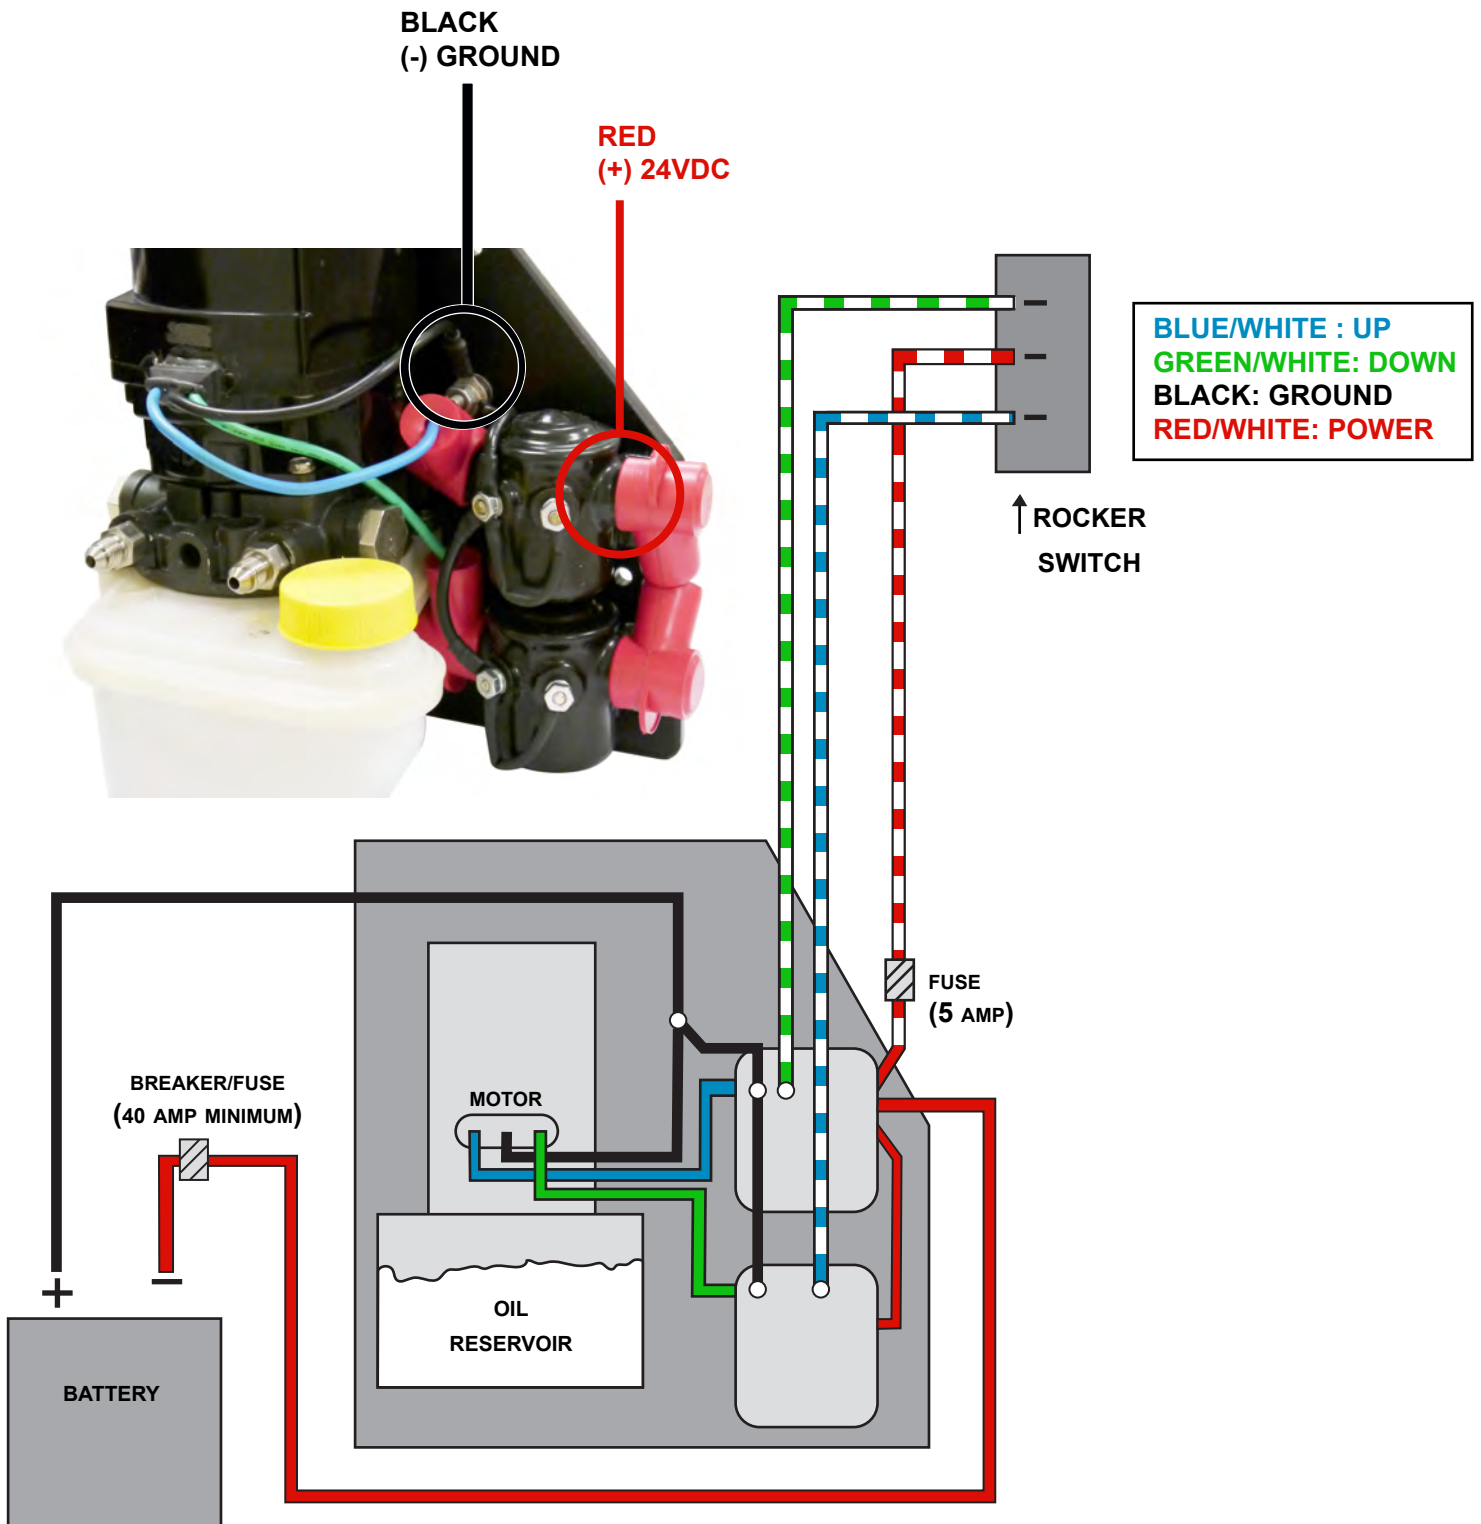 BLACK
(-) GROUND
RED
(+) 24VDC
BLUE/WHITE : UP
GREEN/WHITE: DOWN
BLACK: GROUND
RED/WHITE: POWER
↑ ROCKER
SWITCH
FUSE
(5 AMP)
BREAKER/FUSE
(40 AMP MINIMUM)
MOTOR
+
−
OIL
RESERVOIR
BATTERY